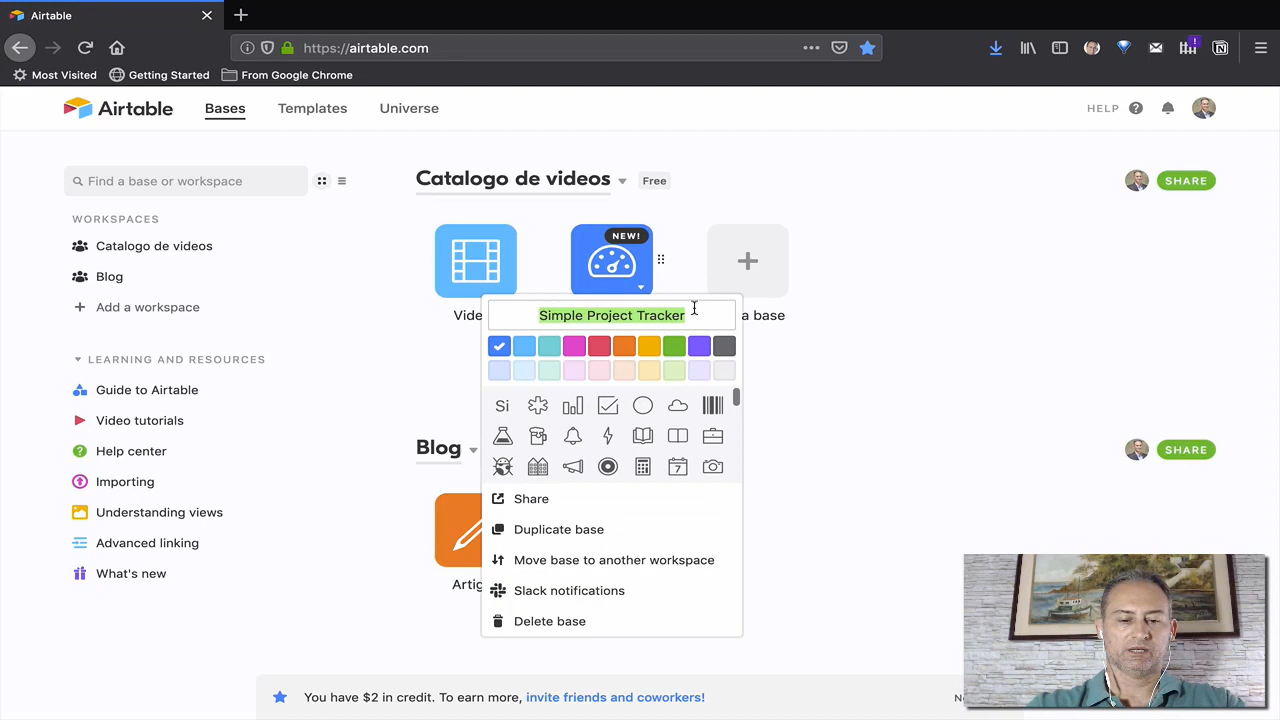 Airtable
https://airtable.com
Most Visited
Getting Started
From Google Chrome
Airtable
Bases
Templates
Universe
HELP
Find a base or workspace
WORKSPACES
Catalogo de videos
Blog
Add a workspace
LEARNING AND RESOURCES
Guide to Airtable
Video tutorials
Help center
Importing
Understanding views
Advanced linking
What's new
Catalogo de videos
Free
SHARE
NEW!
Vide
a base
Simple Project Tracker
Si
7
Share
Duplicate base
Move base to another workspace
Slack notifications
Delete base
Blog
SHARE
Artig
You have $2 in credit. To earn more, invite friends and coworkers!